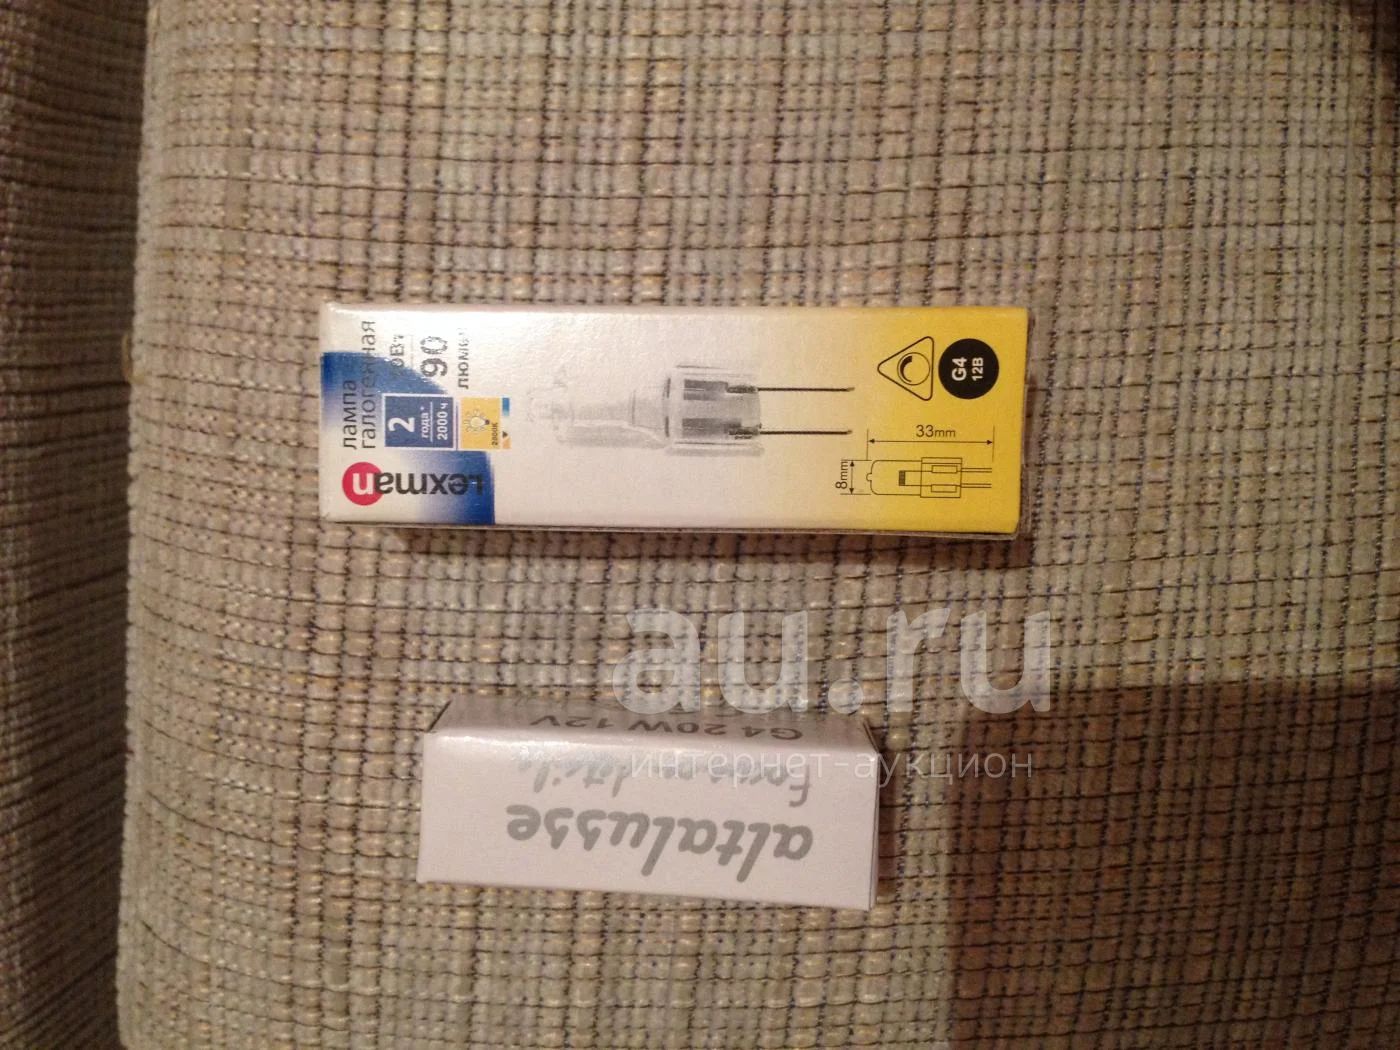 лампа
галогенная
90
люмен
2
года*
2000 ч
2800K
Lexman
33mm
8mm
G4
12В
au.ru
интернет-аукцион
G4 20W 12V
altalusse